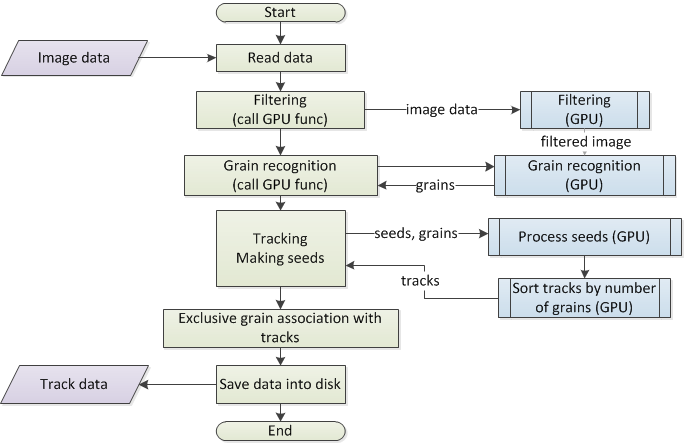 Start
Image data
Read data
Filtering
(call GPU func)
image data
Filtering
(GPU)
filtered image
Grain recognition
(call GPU func)
grains
Grain recognition
(GPU)
Tracking
Making seeds
seeds, grains
Process seeds (GPU)
tracks
Sort tracks by number
of grains (GPU)
Exclusive grain association with
tracks
Track data
Save data into disk
End